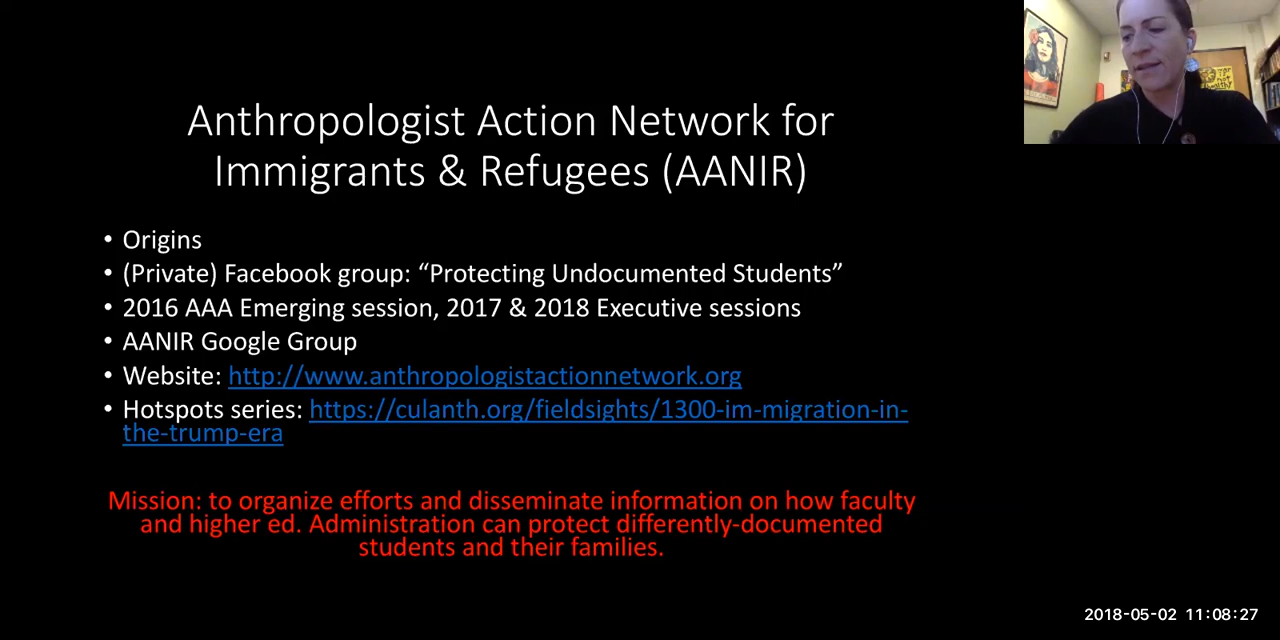 Anthropologist Action Network for
Immigrants & Refugees (AANIR)
• Origins
• (Private) Facebook group: “Protecting Undocumented Students”
• 2016 AAA Emerging session, 2017 & 2018 Executive sessions
• AANIR Google Group
• Website: http://www.anthropologistactionnetwork.org
• Hotspots series: https://culanth.org/fieldsights/1300-im-migration-in-
the-trump-era
Mission: to organize efforts and disseminate information on how faculty
and higher ed. Administration can protect differently-documented
students and their families.
2018-05-02 11:08:27